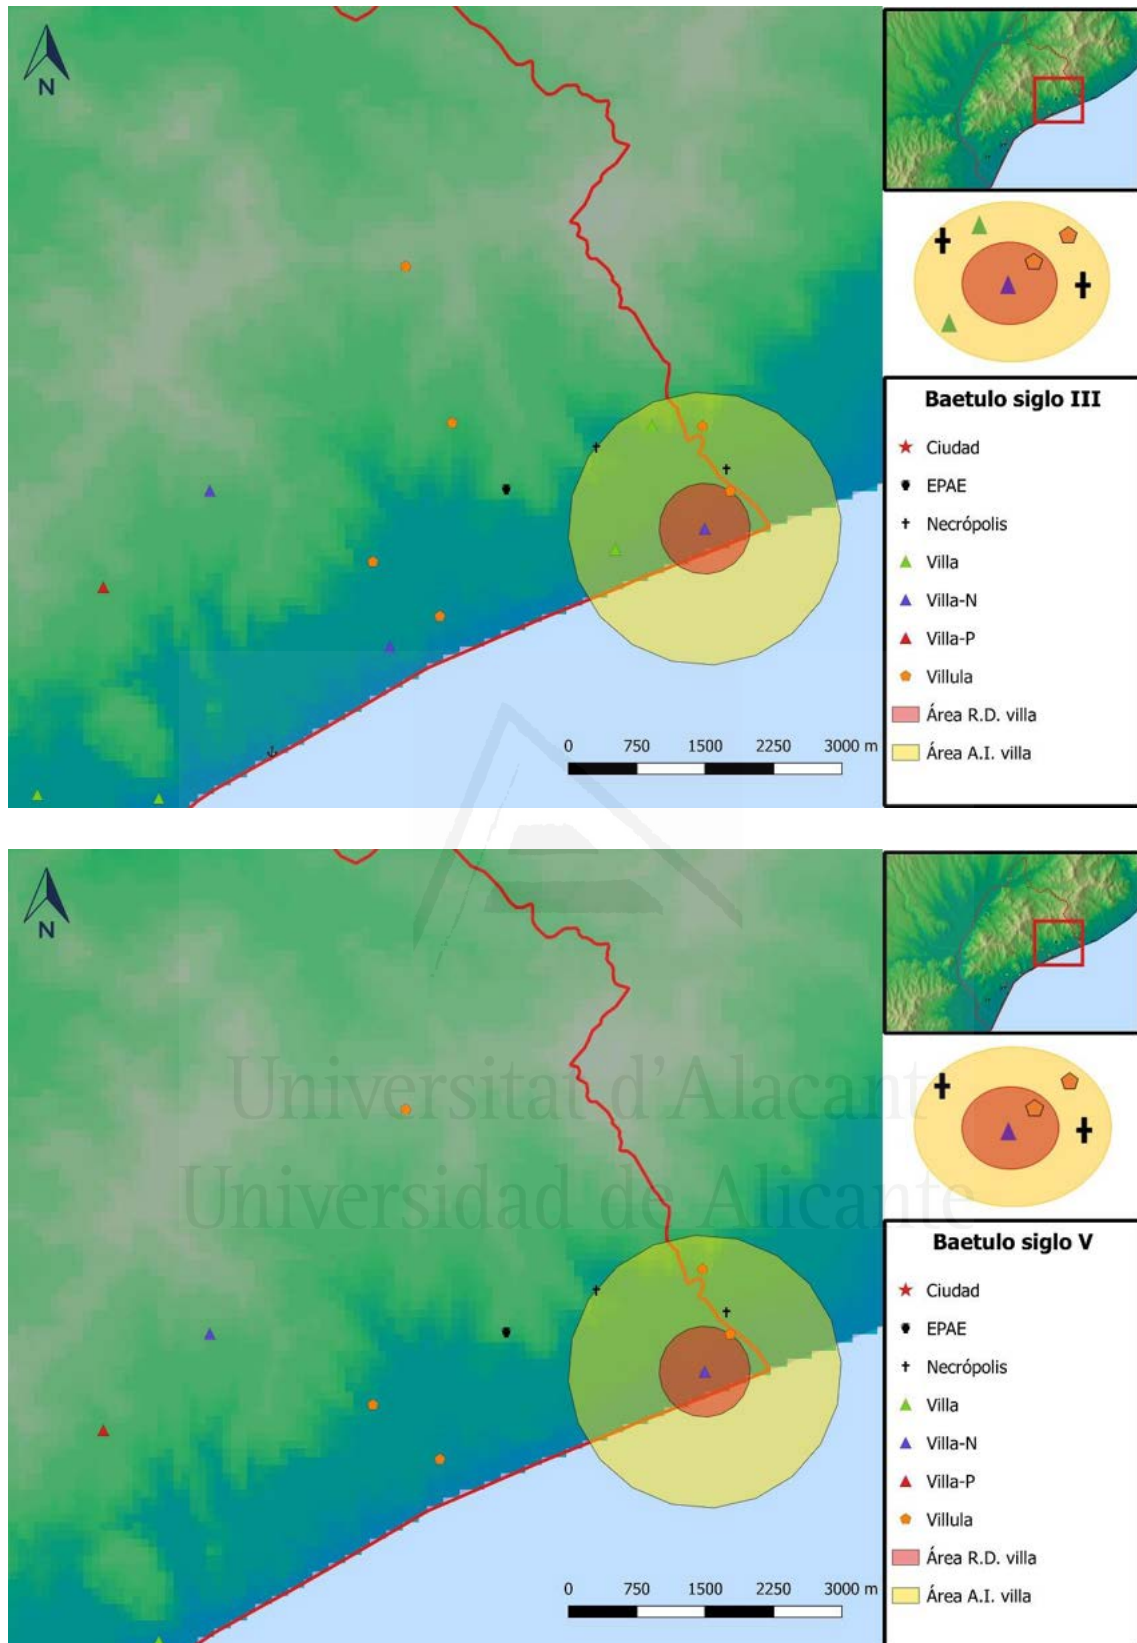 N
Baetulo siglo III
Ciudad
EPAE
Necrópolis
Villa
Villa-N
Villa-P
Villula
Área R.D. villa
Área A.I. villa
0 750 1500 2250 3000 m
N
Universitat d'Alacant
Universidad de Alicante
Baetulo siglo V
Ciudad
EPAE
Necrópolis
Villa
Villa-N
Villa-P
Villula
Área R.D. villa
Área A.I. villa
0 750 1500 2250 3000 m